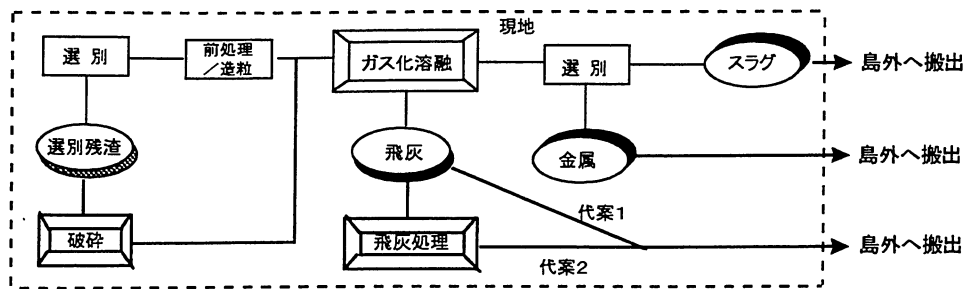 現地
選別
前処理
／造粒
ガス化溶融
選別
スラグ
島外へ搬出
選別残渣
飛灰
金属
島外へ搬出
代案1
破砕
飛灰処理
代案2
島外へ搬出